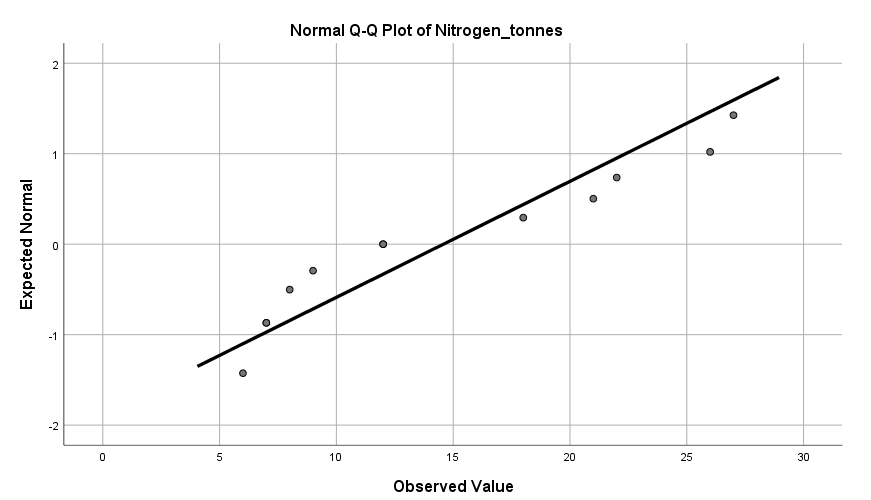 Normal Q-Q Plot of Nitrogen_tonnes
2
1
0
-1
-2
Expected Normal
0 5 10 15 20 25 30
Observed Value